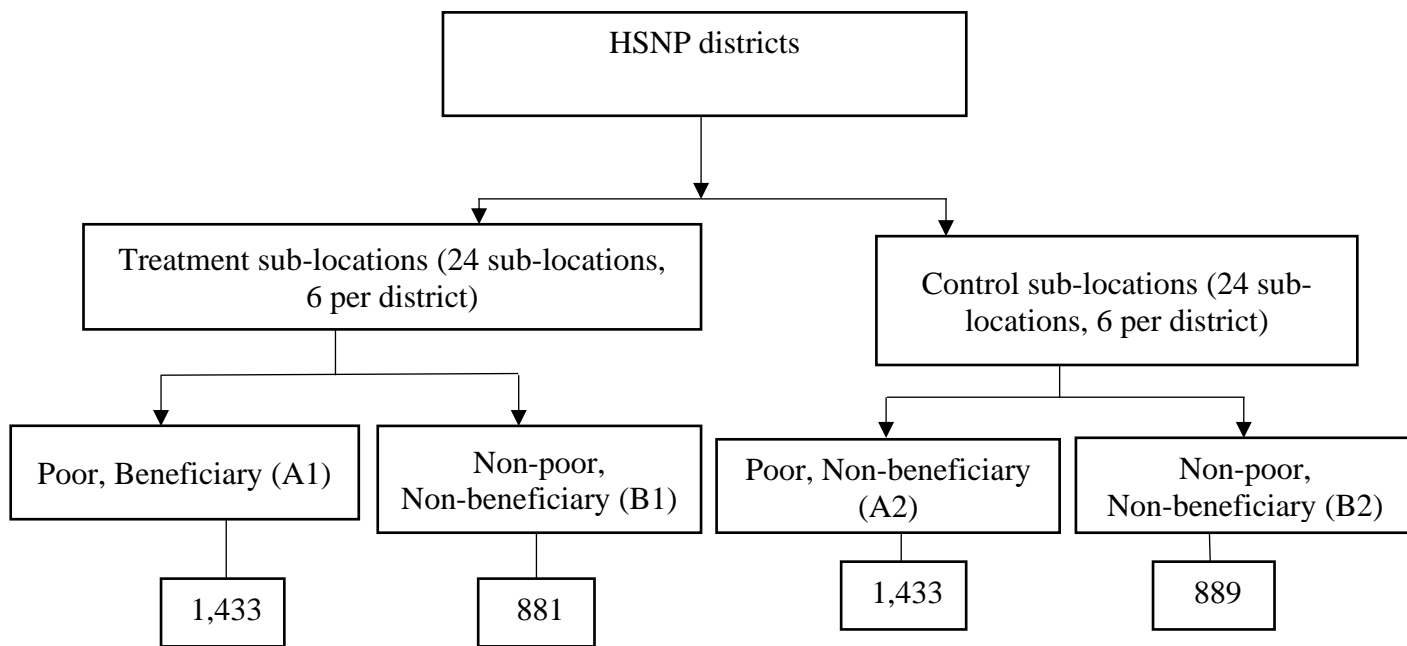 HSNP districts
Treatment sub-locations (24 sub-locations,
6 per district)
Control sub-locations (24 sub-
locations, 6 per district)
Poor, Beneficiary (A1)
Non-poor,
Non-beneficiary (B1)
Poor, Non-beneficiary
(A2)
Non-poor,
Non-beneficiary (B2)
1,433
881
1,433
889